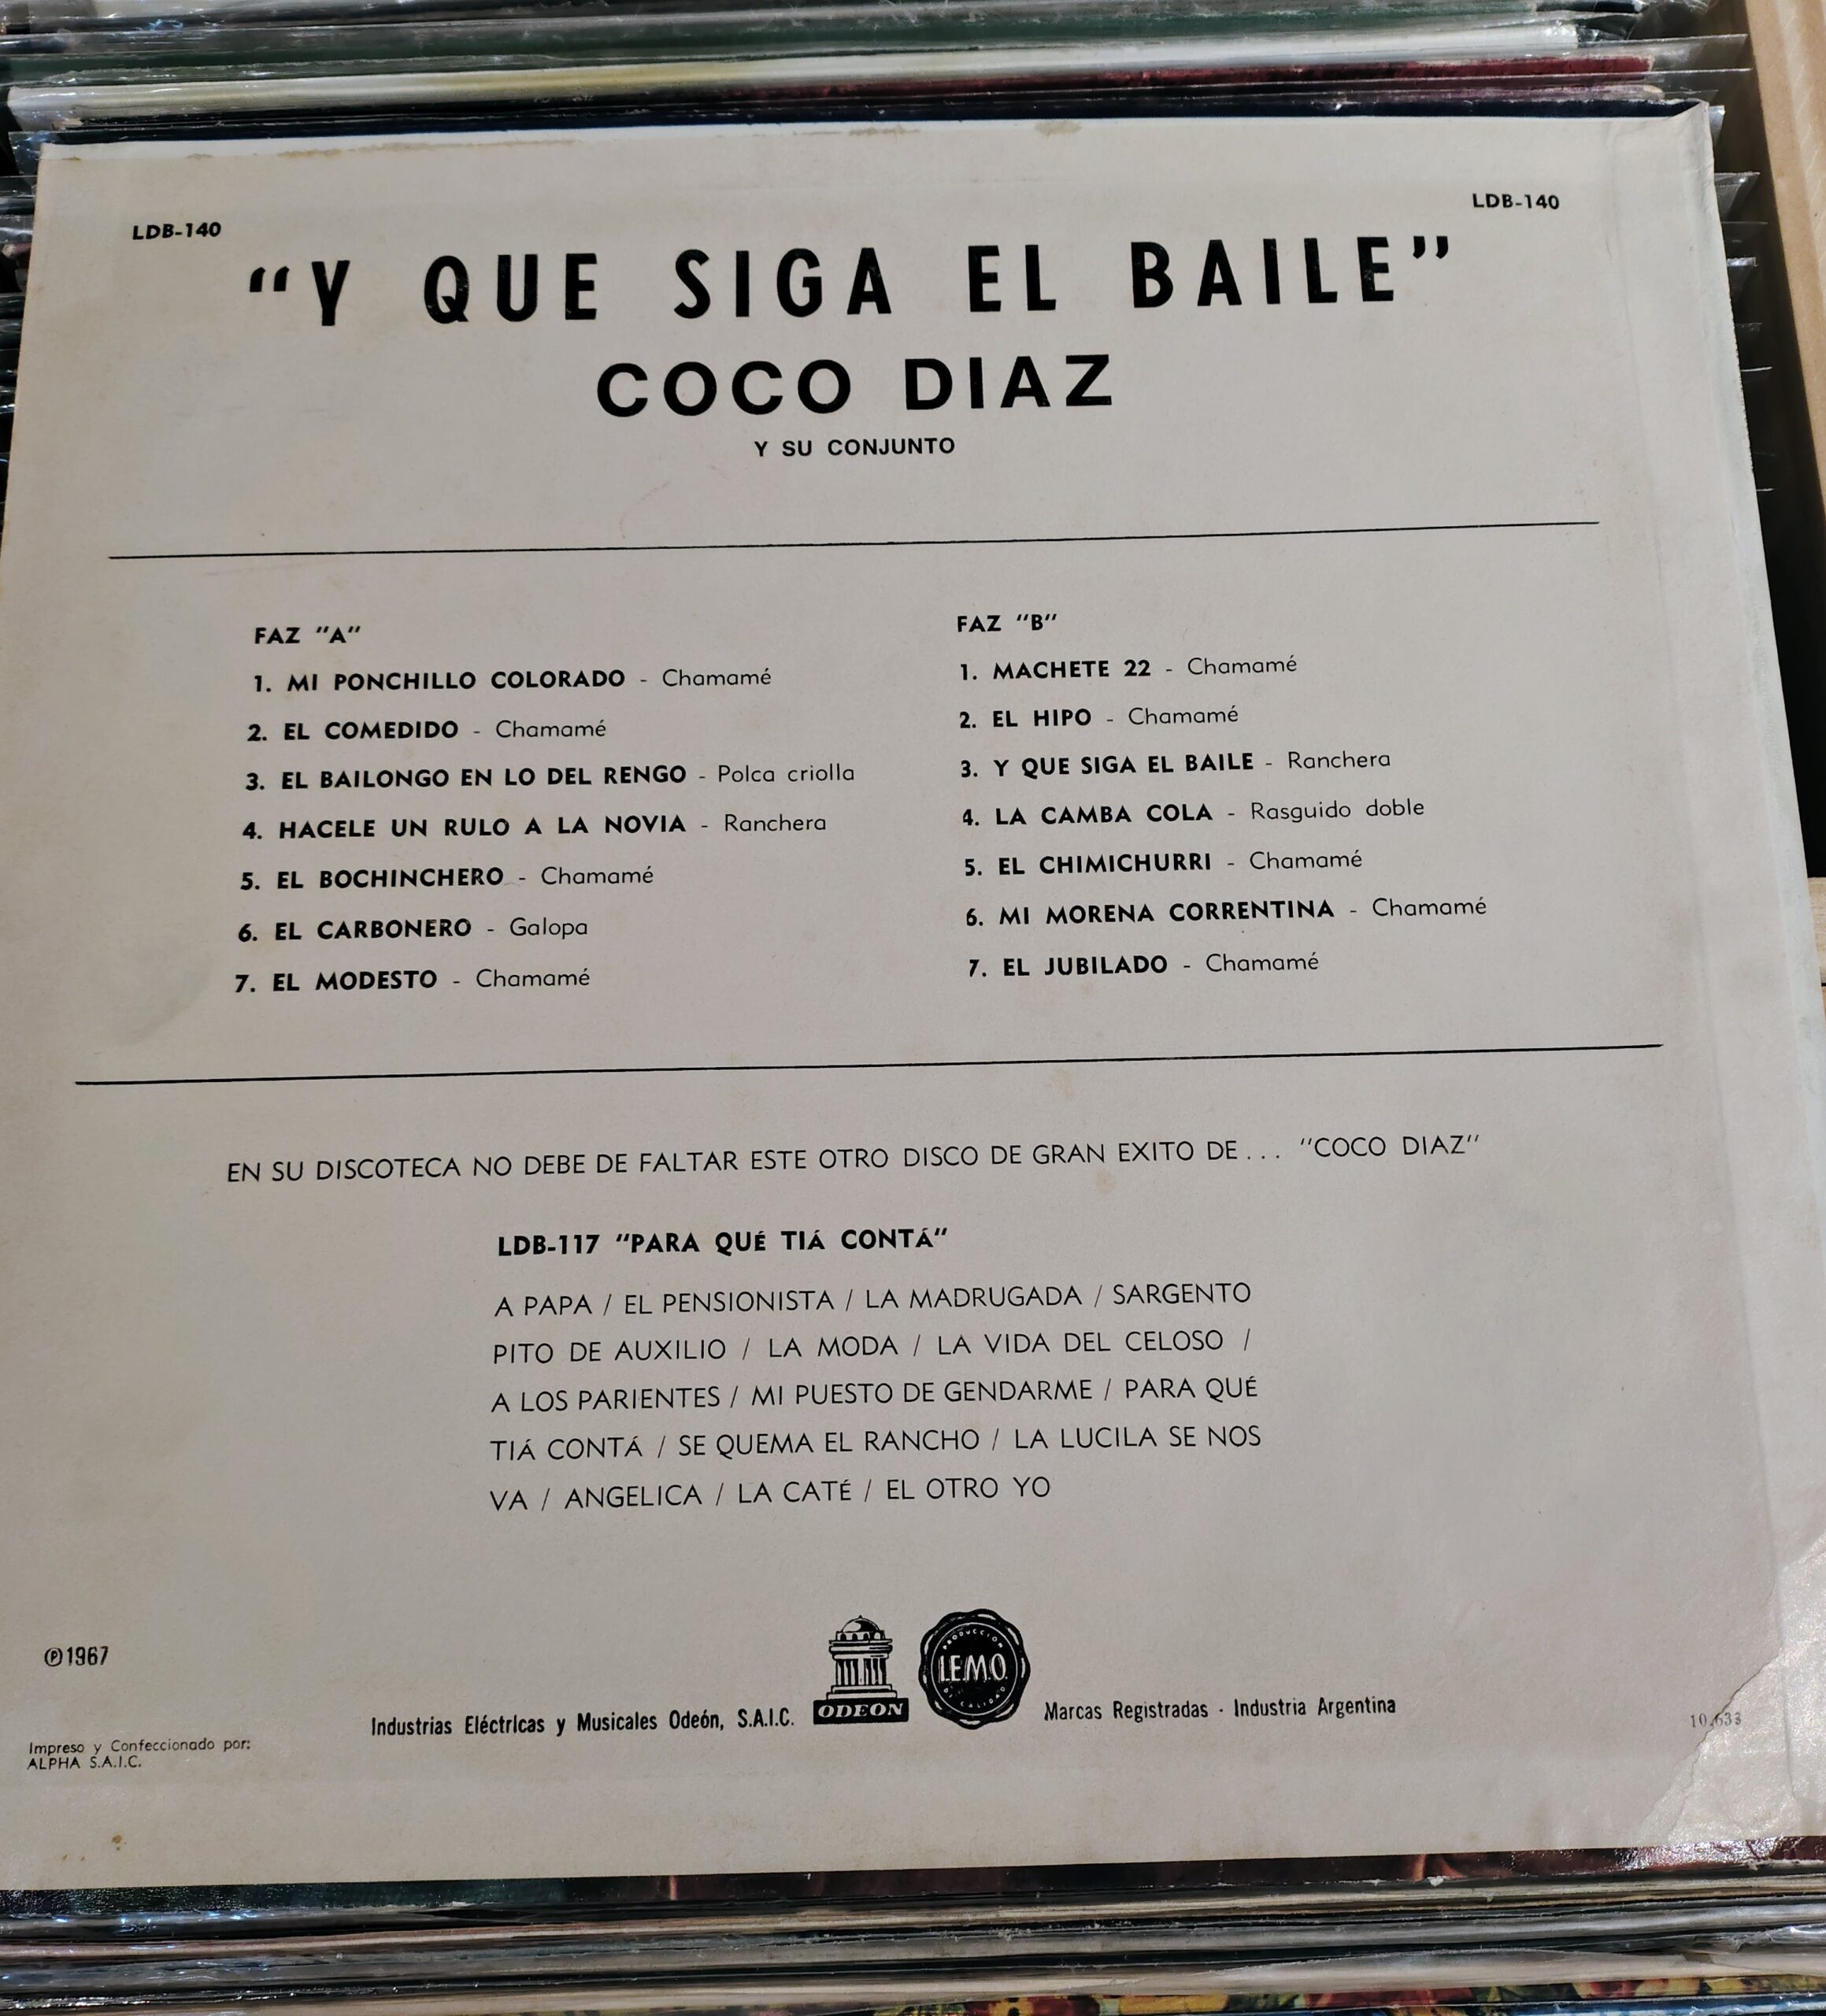 LDB-140
LDB-140
“Y QUE SIGA EL BAILE”
COCO DIAZ
Y SU CONJUNTO
FAZ “A”
1. MI PONCHILLO COLORADO - Chamamé
2. EL COMEDIDO - Chamamé
3. EL BAILONGO EN LO DEL RENGO - Polca criolla
4. HACELE UN RULO A LA NOVIA - Ranchera
5. EL BOCHINCHERO - Chamamé
6. EL CARBONERO - Galopa
7. EL MODESTO - Chamamé
FAZ “B”
1. MACHETE 22 - Chamamé
2. EL HIPO - Chamamé
3. Y QUE SIGA EL BAILE - Ranchera
4. LA CAMBA COLA - Rasguido doble
5. EL CHIMICHURRI - Chamamé
6. MI MORENA CORRENTINA - Chamamé
7. EL JUBILADO - Chamamé
EN SU DISCOTECA NO DEBE DE FALTAR ESTE OTRO DISCO DE GRAN EXITO DE... “COCO DIAZ”
LDB-117 “PARA QUÉ TIÁ CONTÁ”
A PAPA / EL PENSIONISTA / LA MADRUGADA / SARGENTO
PITO DE AUXILIO / LA MODA / LA VIDA DEL CELOSO /
A LOS PARIENTES / MI PUESTO DE GENDARME / PARA QUÉ
TIÁ CONTÁ / SE QUEMA EL RANCHO / LA LUCILA SE NOS
VA / ANGELICA / LA CATÉ / EL OTRO YO
Ⓟ1967
Industrias Eléctricas y Musicales Odeón, S.A.I.C.
ODEON
PRODUCCION
I.E.M.O.
DE CALIDAD
Marcas Registradas · Industria Argentina
10.633
Impreso y Confeccionado por:
ALPHA S.A.I.C.